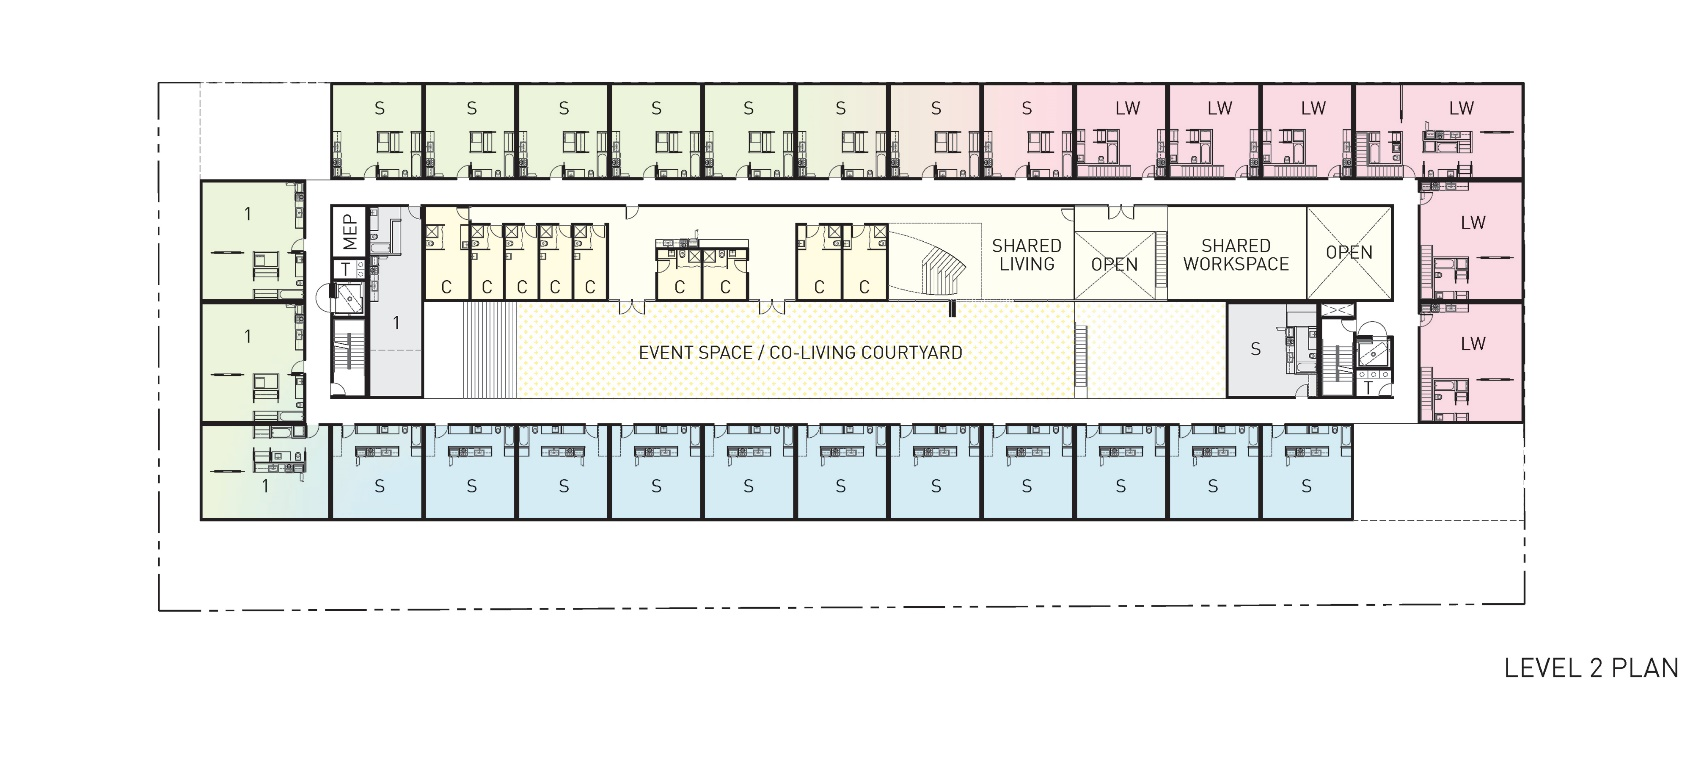 S S S S S S S S LW LW LW LW
1
MEP
T
C C C C C C C C C
SHARED
LIVING
OPEN
SHARED
WORKSPACE
OPEN
LW
1
1
EVENT SPACE / CO-LIVING COURTYARD
S
T
LW
1 S S S S S S S S S S S
LEVEL 2 PLAN